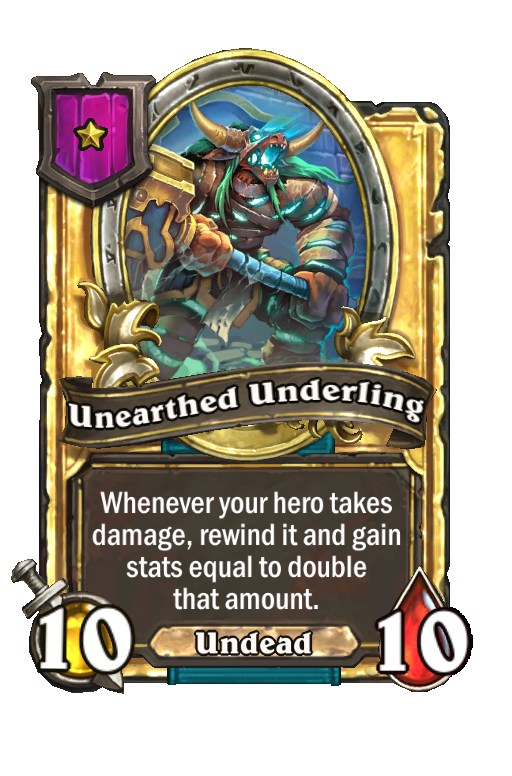 Unearthed Underling
Whenever your hero takes
damage, rewind it and gain
stats equal to double
that amount.
10
Undead
10